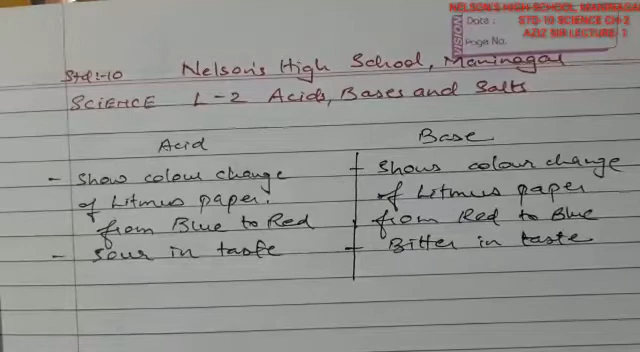 NELSON'S HIGH SCHOOL, MANINAGAR
STD-10 SCIENCE CH-2
AZIZ SIR LECTURE- 1
VISION
Date :
Page No.
Std:-10 Nelson's High School, Maninagar
SCIENCE L-2 Acids, Bases and Salts
Acid Base
- Show colour change - Shows colour change
of Litmus paper. of Litmus paper
from Blue to Red from Red to Blue
- Sour in taste - Bitter in taste